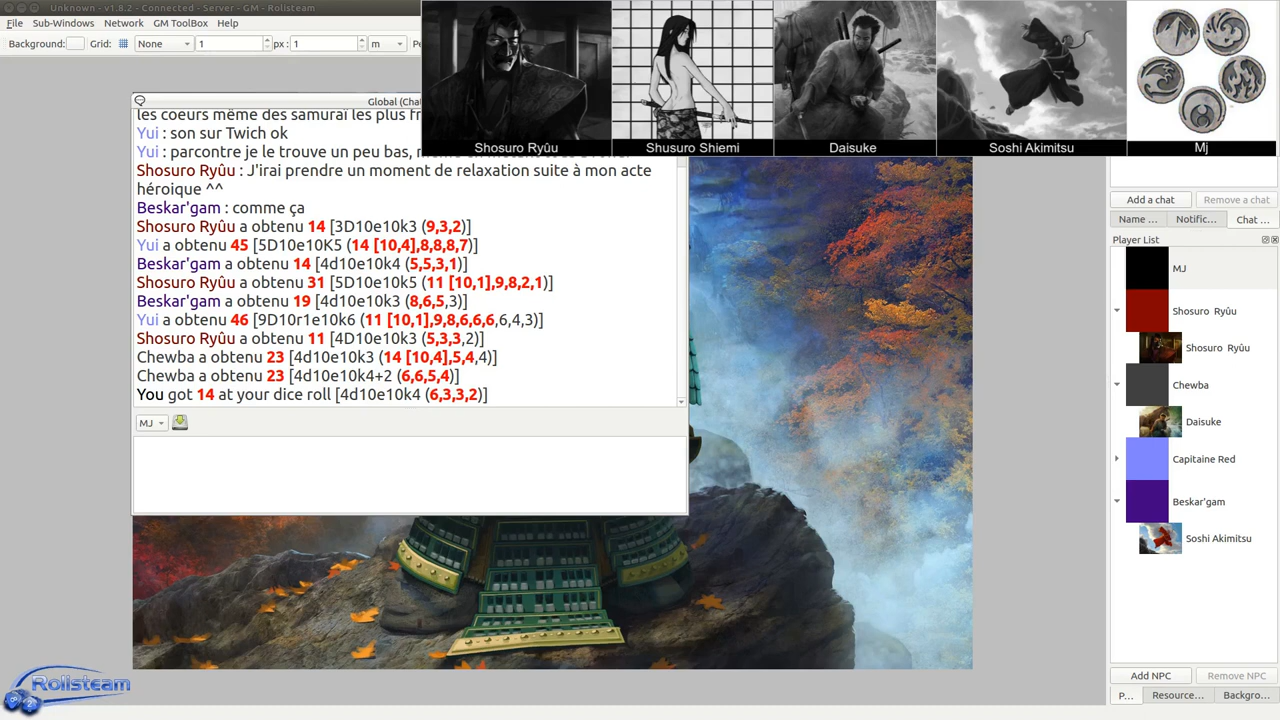 Unknown - v1.8.2 - Connected - Server - GM - Rolisteam
File Sub-Windows Network GM ToolBox Help
Background: Grid: None 1 px : 1 m
Shosuro Ryûu
Shusuro Shiemi
Daisuke
Soshi Akimitsu
Mj
Global (Cha
les coeurs même des samuraï les plus fr
Yui : son sur Twich ok
Yui : parcontre je le trouve un peu bas,
Shosuro Ryûu : J'irai prendre un moment de relaxation suite à mon acte
héroique ^^
Beskar'gam : comme ça
Shosuro Ryûu a obtenu 14 [3D10e10k3 (9,3,2)]
Yui a obtenu 45 [5D10e10K5 (14 [10,4],8,8,8,7)]
Beskar'gam a obtenu 14 [4d10e10k4 (5,5,3,1)]
Shosuro Ryûu a obtenu 31 [5D10e10k5 (11 [10,1],9,8,2,1)]
Beskar'gam a obtenu 19 [4d10e10k3 (8,6,5,3)]
Yui a obtenu 46 [9D10r1e10k6 (11 [10,1],9,8,6,6,6,6,4,3)]
Shosuro Ryûu a obtenu 11 [4D10e10k3 (5,3,3,2)]
Chewba a obtenu 23 [4d10e10k3 (14 [10,4],5,4,4)]
Chewba a obtenu 23 [4d10e10k4+2 (6,6,5,4)]
You got 14 at your dice roll [4d10e10k4 (6,3,3,2)]
MJ
Add a chat Remove a chat
Name ... Notific... Chat ...
Player List
MJ
Shosuro Ryûu
Shosuro Ryûu
Chewba
Daisuke
Capitaine Red
Beskar'gam
Soshi Akimitsu
Add NPC Remove NPC
P... Resource... Backgro...
Rolisteam